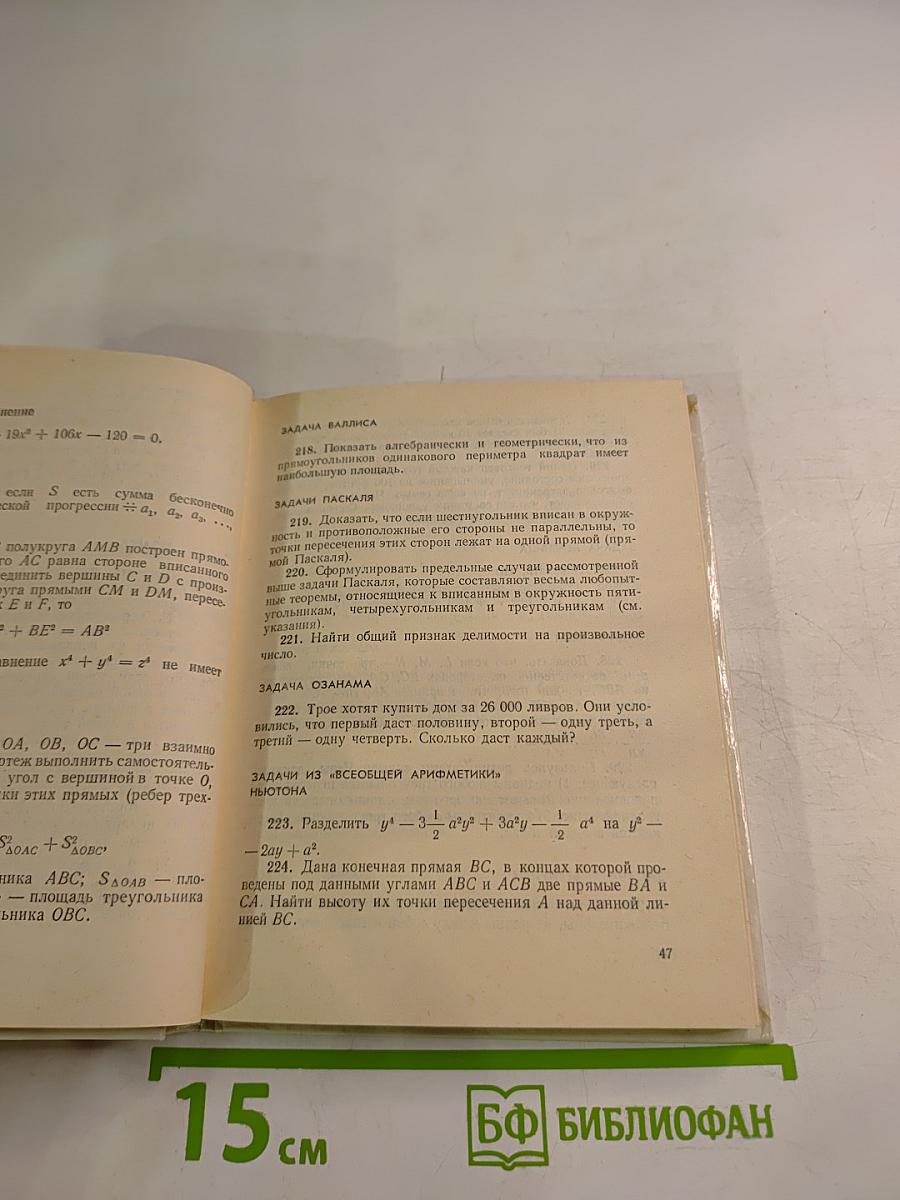 нение
19x² + 106x — 120 = 0.
если S есть сумма бесконечно
ской прогрессии ÷ a₁, a₂, a₃, ...,
полукруга AMB построен прямо-
го AC равна стороне вписанного
единить вершины C и D с произ-
руга прямыми CM и DM, пересе-
E и F, то
² + BE² = AB²
авнение x⁴ + y⁴ = z⁴ не имеет
OA, OB, OC — три взаимно
ртеж выполнить самостоятель-
угол с вершиной в точке O,
ки этих прямых (ребер трех-
S²ΔOAC + S²ΔOBC,
ника ABC; SΔOAB — пло-
— площадь треугольника
льника OBC.
ЗАДАЧА ВАЛЛИСА
218. Показать алгебраически и геометрически, что из
прямоугольников одинакового периметра квадрат имеет
наибольшую площадь.
ЗАДАЧИ ПАСКАЛЯ
219. Доказать, что если шестиугольник вписан в окруж-
ность и противоположные его стороны не параллельны, то
точки пересечения этих сторон лежат на одной прямой (пря-
мой Паскаля).
220. Сформулировать предельные случаи рассмотренной
выше задачи Паскаля, которые составляют весьма любопыт-
ные теоремы, относящиеся к вписанным в окружность пяти-
угольникам, четырехугольникам и треугольникам (см.
указания).
221. Найти общий признак делимости на произвольное
число.
ЗАДАЧА ОЗАНАМА
222. Трое хотят купить дом за 26 000 ливров. Они усло-
вились, что первый даст половину, второй — одну треть, а
третий — одну четверть. Сколько даст каждый?
ЗАДАЧИ ИЗ «ВСЕОБЩЕЙ АРИФМЕТИКИ»
НЬЮТОНА
223. Разделить y⁴ — 3 1/2 a²y² + 3a²y — 1/2 a⁴ на y² —
— 2ay + a².
224. Дана конечная прямая BC, в концах которой про-
ведены под данными углами ABC и ACB две прямые BA и
CA. Найти высоту их точки пересечения A над данной ли-
нией BC.
47
15 см
БФ БИБЛИОФАН